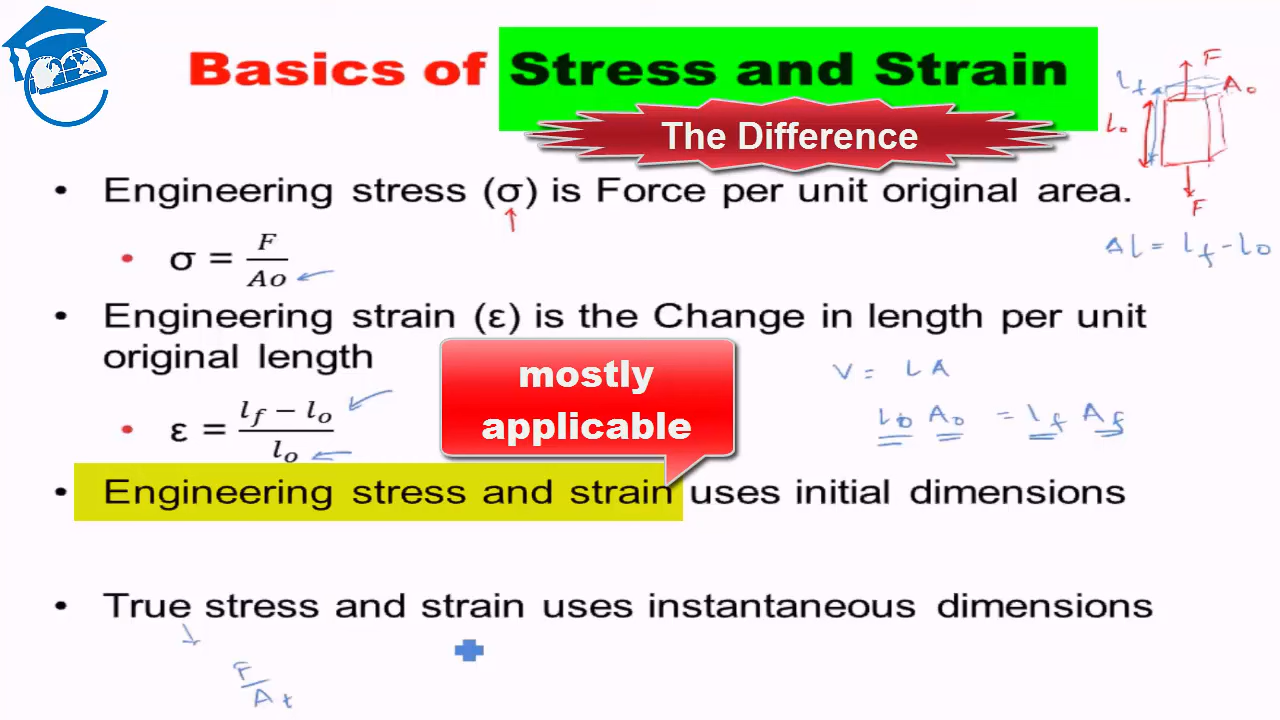 Basics of Stress and Strain
The Difference
F
lf
Ao
lo
F
Δl = lf - lo
• Engineering stress (σ) is Force per unit original area.
• σ = F/Ao
• Engineering strain (ε) is the Change in length per unit
original length
mostly
applicable
V = LA
lo Ao = lf Af
• ε = (lf − lo)/lo
• Engineering stress and strain uses initial dimensions
• True stress and strain uses instantaneous dimensions
F/At